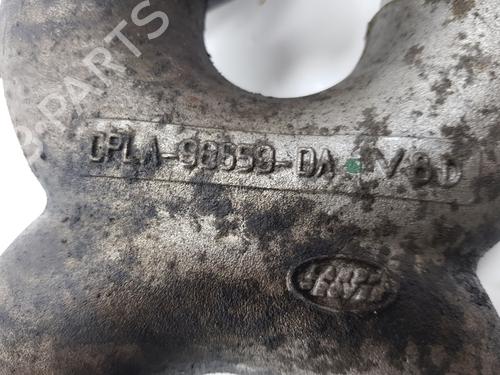 CPLA-98659-DA V8D
LAND
ROVER
B-PARTS